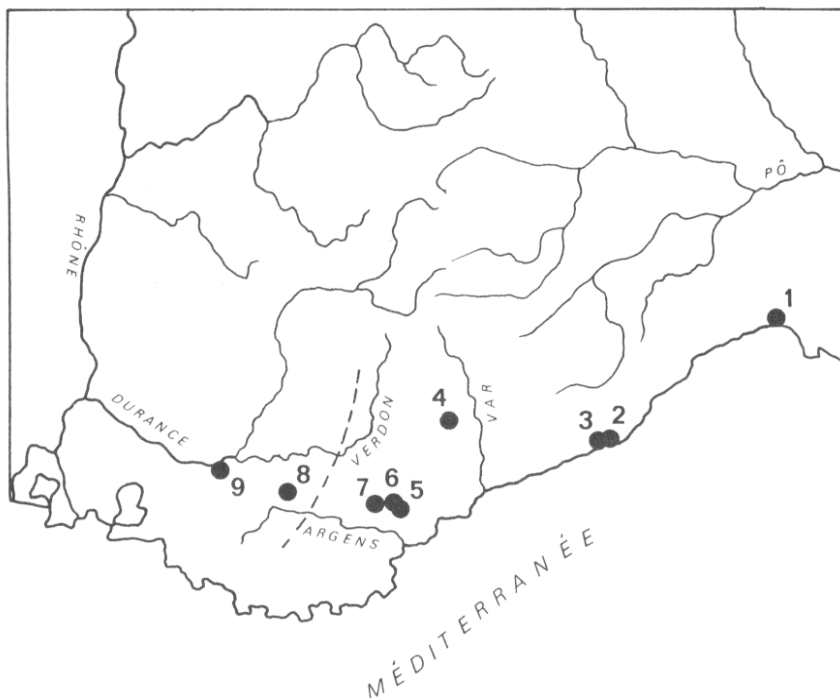 PÔ
RHÔNE
1
DURANCE
VERDON
4
VAR
3 2
9
8
7 6 5
ARGENS
MÉDITERRANÉE